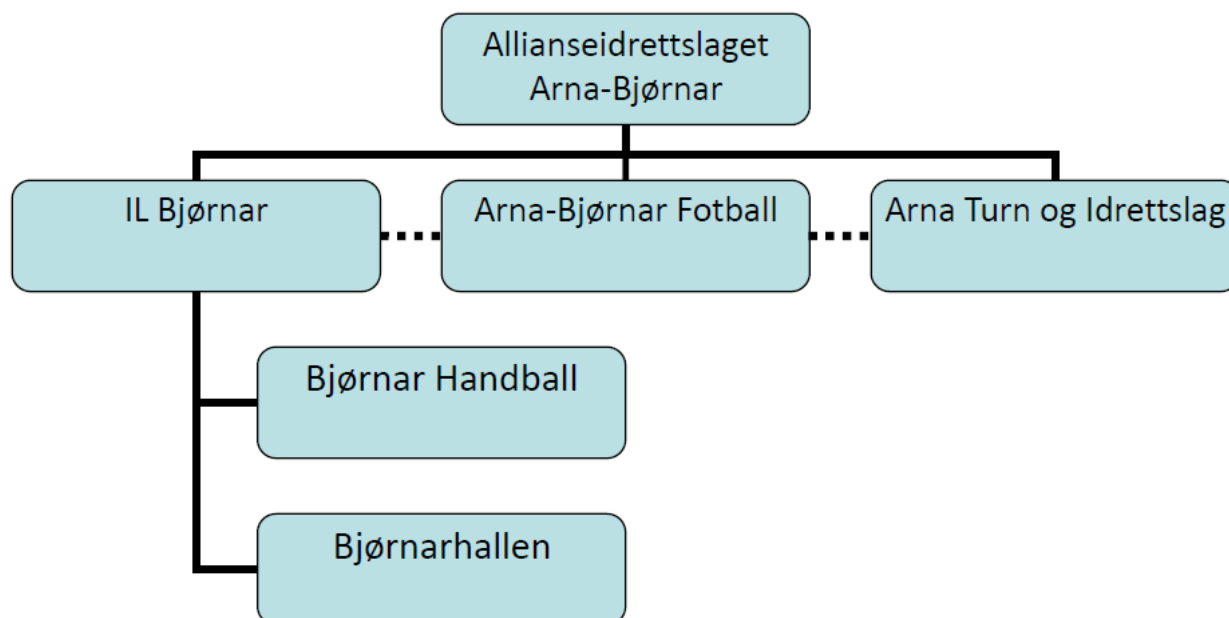 Allianseidrettslaget
Arna-Bjørnar
IL Bjørnar
Arna-Bjørnar Fotball
Arna Turn og Idrettslag
Bjørnar Handball
Bjørnarhallen